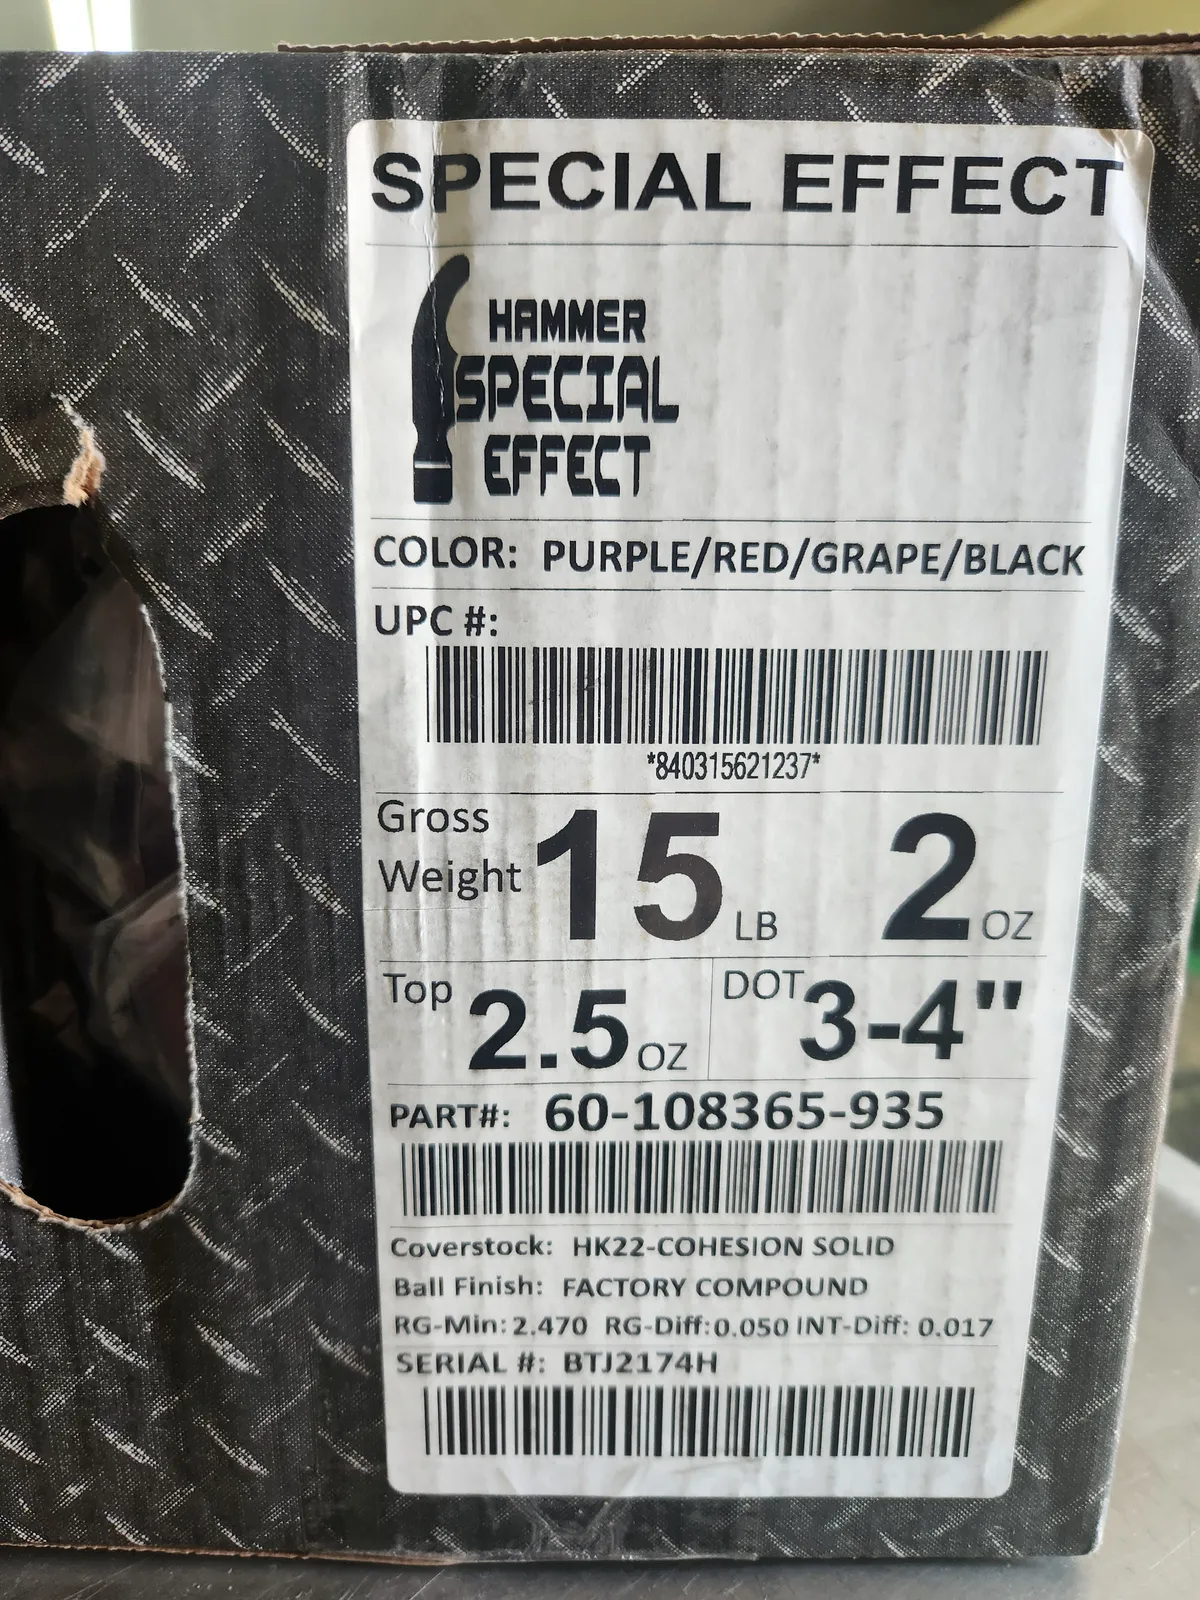 SPECIAL EFFECT
HAMMER
SPECIAL
EFFECT
COLOR: PURPLE/RED/GRAPE/BLACK
UPC #:
*840315621237*
Gross
Weight 15 LB 2 OZ
Top 2.5 OZ DOT 3-4"
PART#: 60-108365-935
Coverstock: HK22-COHESION SOLID
Ball Finish: FACTORY COMPOUND
RG-Min: 2.470 RG-Diff: 0.050 INT-Diff: 0.017
SERIAL #: BTJ2174H